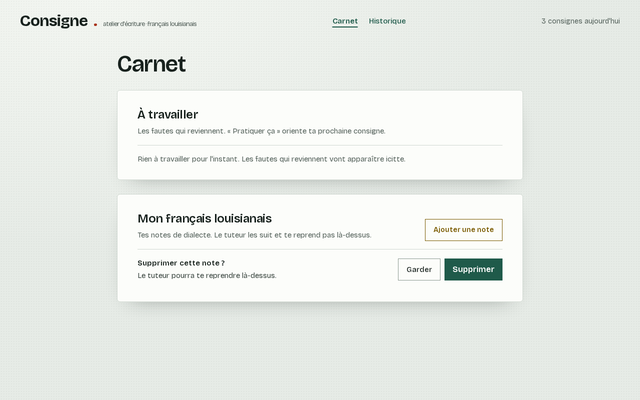 Consigne
atelier d'écriture · français louisianais
Carnet
Historique
3 consignes aujourd'hui
Carnet
À travailler
Les fautes qui reviennent. « Pratiquer ça » oriente ta prochaine consigne.
Rien à travailler pour l'instant. Les fautes qui reviennent vont apparaître icitte.
Mon français louisianais
Tes notes de dialecte. Le tuteur les suit et te reprend pas là-dessus.
Ajouter une note
Supprimer cette note ?
Le tuteur pourra te reprendre là-dessus.
Garder
Supprimer